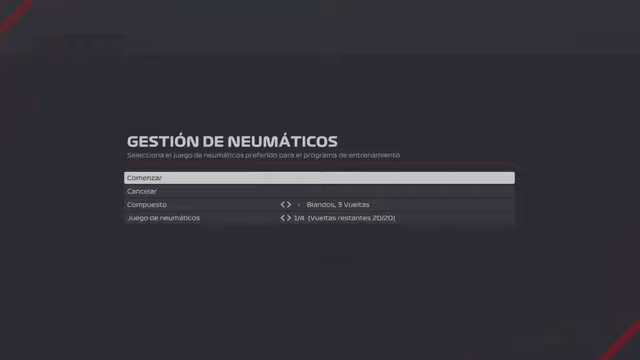 GESTIÓN DE NEUMÁTICOS
Selecciona el juego de neumáticos preferido para el programa de entrenamiento.
Comenzar
Cancelar
Compuesto < > Blandos, 3 Vueltas
Juego de neumáticos < > 1/4 (Vueltas restantes 20/20)